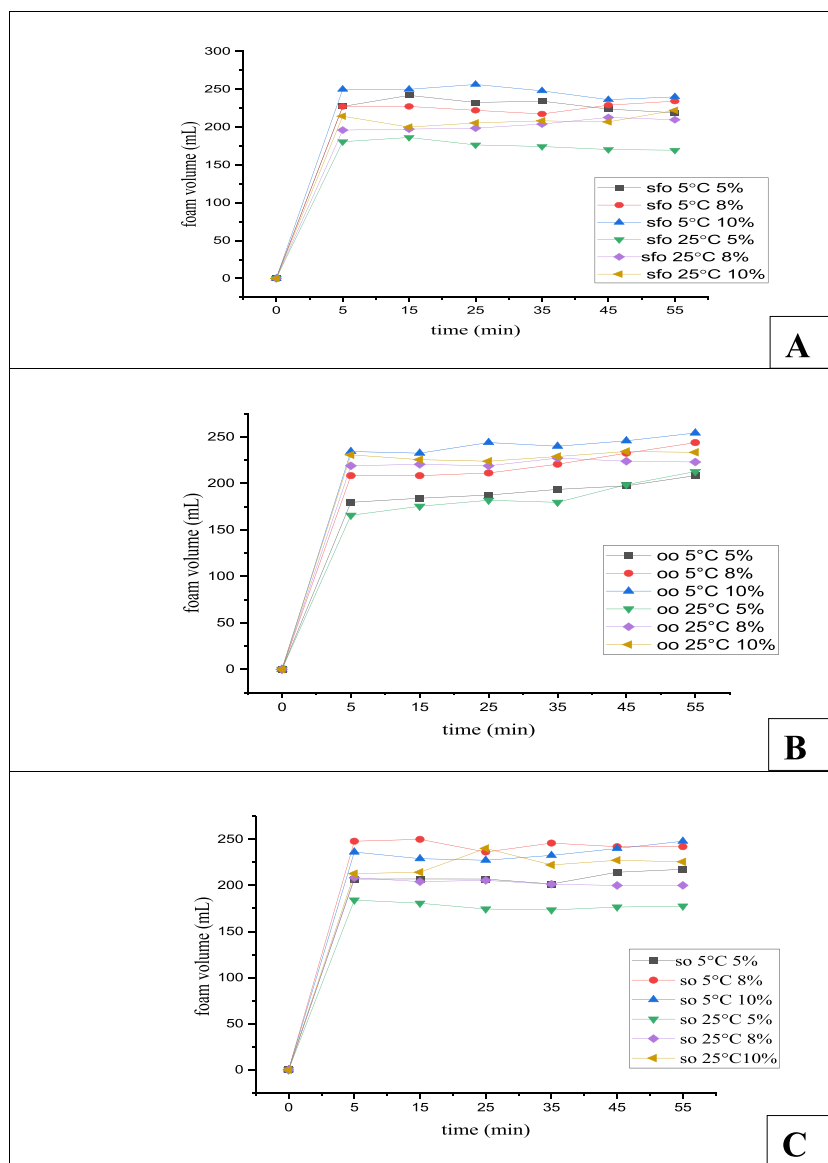 300
250
200
150
100
50
0
foam volume (mL)
sfo 5°C 5%
sfo 5°C 8%
sfo 5°C 10%
sfo 25°C 5%
sfo 25°C 8%
sfo 25°C 10%
0 5 15 25 35 45 55
time (min)
A
250
200
150
100
50
0
foam volume (mL)
oo 5°C 5%
oo 5°C 8%
oo 5°C 10%
oo 25°C 5%
oo 25°C 8%
oo 25°C 10%
0 5 15 25 35 45 55
time (min)
B
250
200
150
100
50
0
foam volume (mL)
so 5°C 5%
so 5°C 8%
so 5°C 10%
so 25°C 5%
so 25°C 8%
so 25°C10%
0 5 15 25 35 45 55
time (min)
C